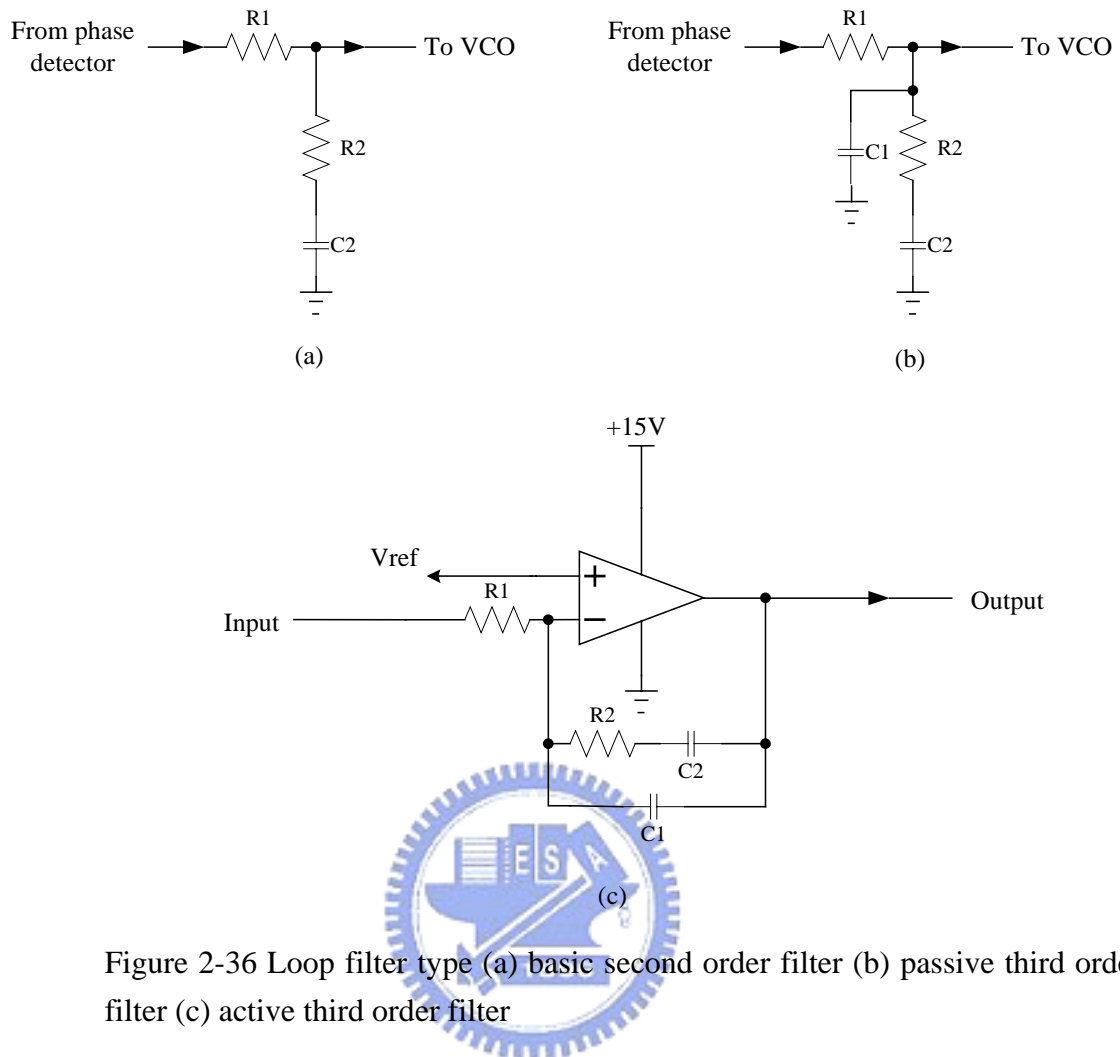 R1
From phase
detector
To VCO
R2
C2
(a)
R1
From phase
detector
To VCO
C1
R2
C2
(b)
+15V
Vref
+
R1
−
Input
Output
R2
C2
C1
E S A
(c)
Figure 2-36 Loop filter type (a) basic second order filter (b) passive third orde
filter (c) active third order filter